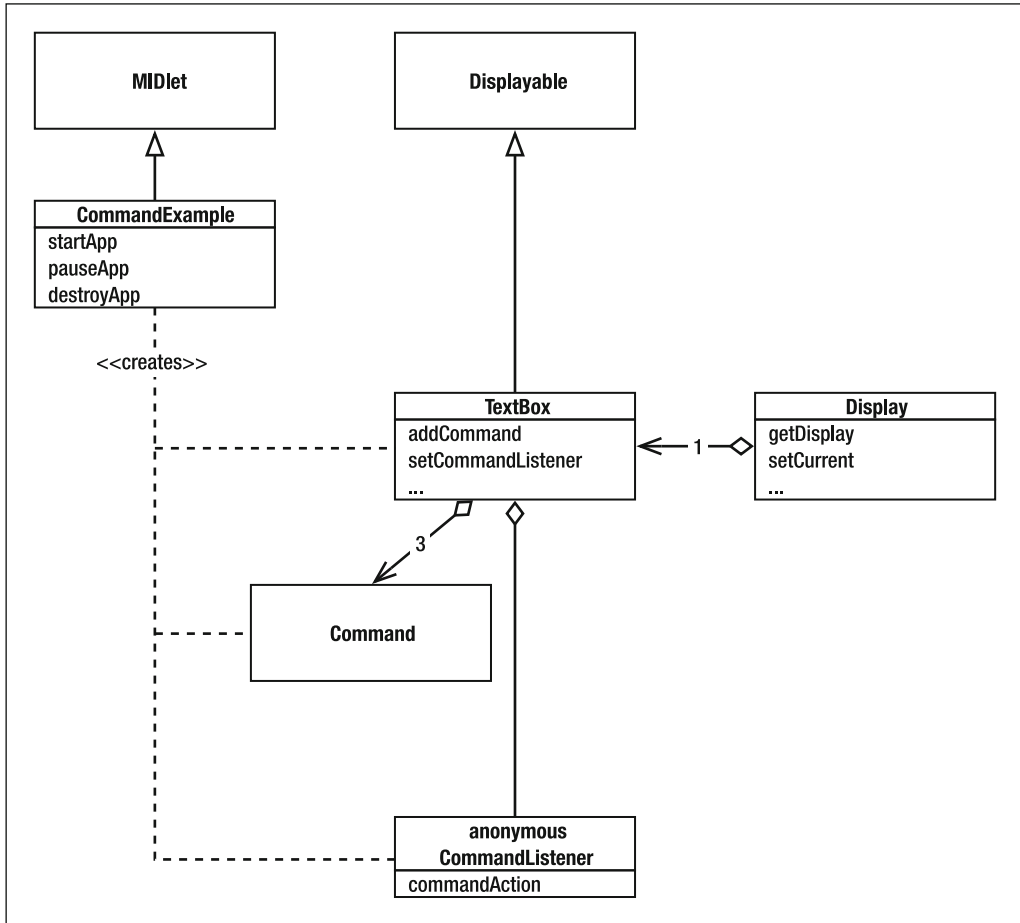 MIDlet
Displayable
CommandExample
startApp
pauseApp
destroyApp
<<creates>>
TextBox
addCommand
setCommandListener
...
1
Display
getDisplay
setCurrent
...
3
Command
anonymous
CommandListener
commandAction